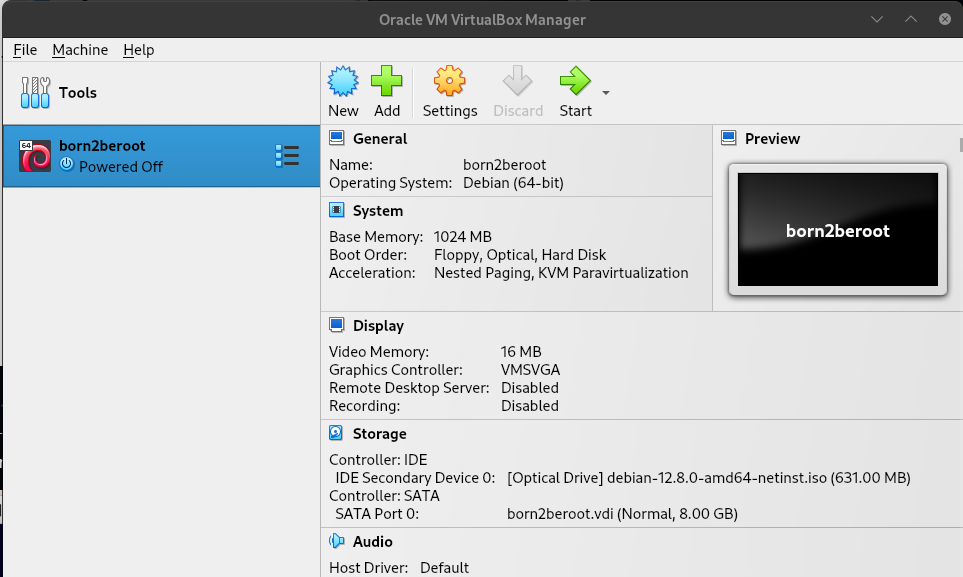 Oracle VM VirtualBox Manager
File Machine Help
Tools
New Add Settings Discard Start
64
born2beroot
Powered Off
General
Name: born2beroot
Operating System: Debian (64-bit)
Preview
born2beroot
System
Base Memory: 1024 MB
Boot Order: Floppy, Optical, Hard Disk
Acceleration: Nested Paging, KVM Paravirtualization
Display
Video Memory: 16 MB
Graphics Controller: VMSVGA
Remote Desktop Server: Disabled
Recording: Disabled
Storage
Controller: IDE
IDE Secondary Device 0: [Optical Drive] debian-12.8.0-amd64-netinst.iso (631.00 MB)
Controller: SATA
SATA Port 0: born2beroot.vdi (Normal, 8.00 GB)
Audio
Host Driver: Default